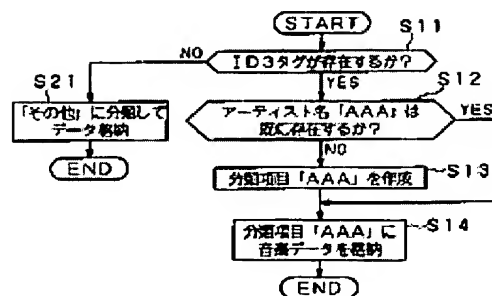 START
S11
ID3タグが存在するか?
NO
YES
S21
S12
「その他」に分類して
データ格納
アーティスト名「AAA」は
既に存在するか?
YES
END
NO
S13
分類項目「AAA」を作成
S14
分類項目「AAA」に
音楽データを格納
END